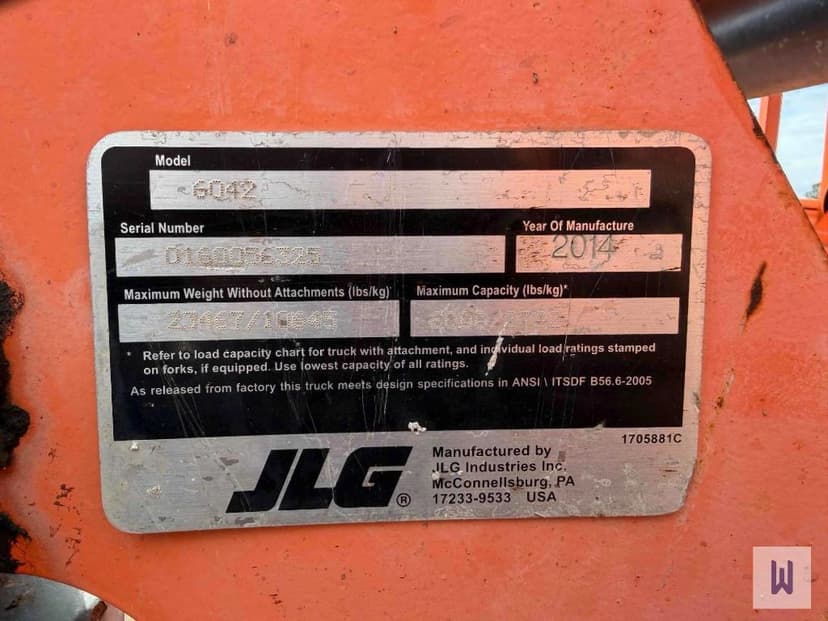 Model
6042
Serial Number
Year Of Manufacture
0160056325
2014
Maximum Weight Without Attachments (lbs/kg)
Maximum Capacity (lbs/kg)*
23467/10645
* Refer to load capacity chart for truck with attachment, and individual load ratings stamped
on forks, if equipped. Use lowest capacity of all ratings.
As released from factory this truck meets design specifications in ANSI \ ITSDF B56.6-2005
1705881C
JLG®
Manufactured by
JLG Industries Inc.
McConnellsburg, PA
17233-9533 USA
W